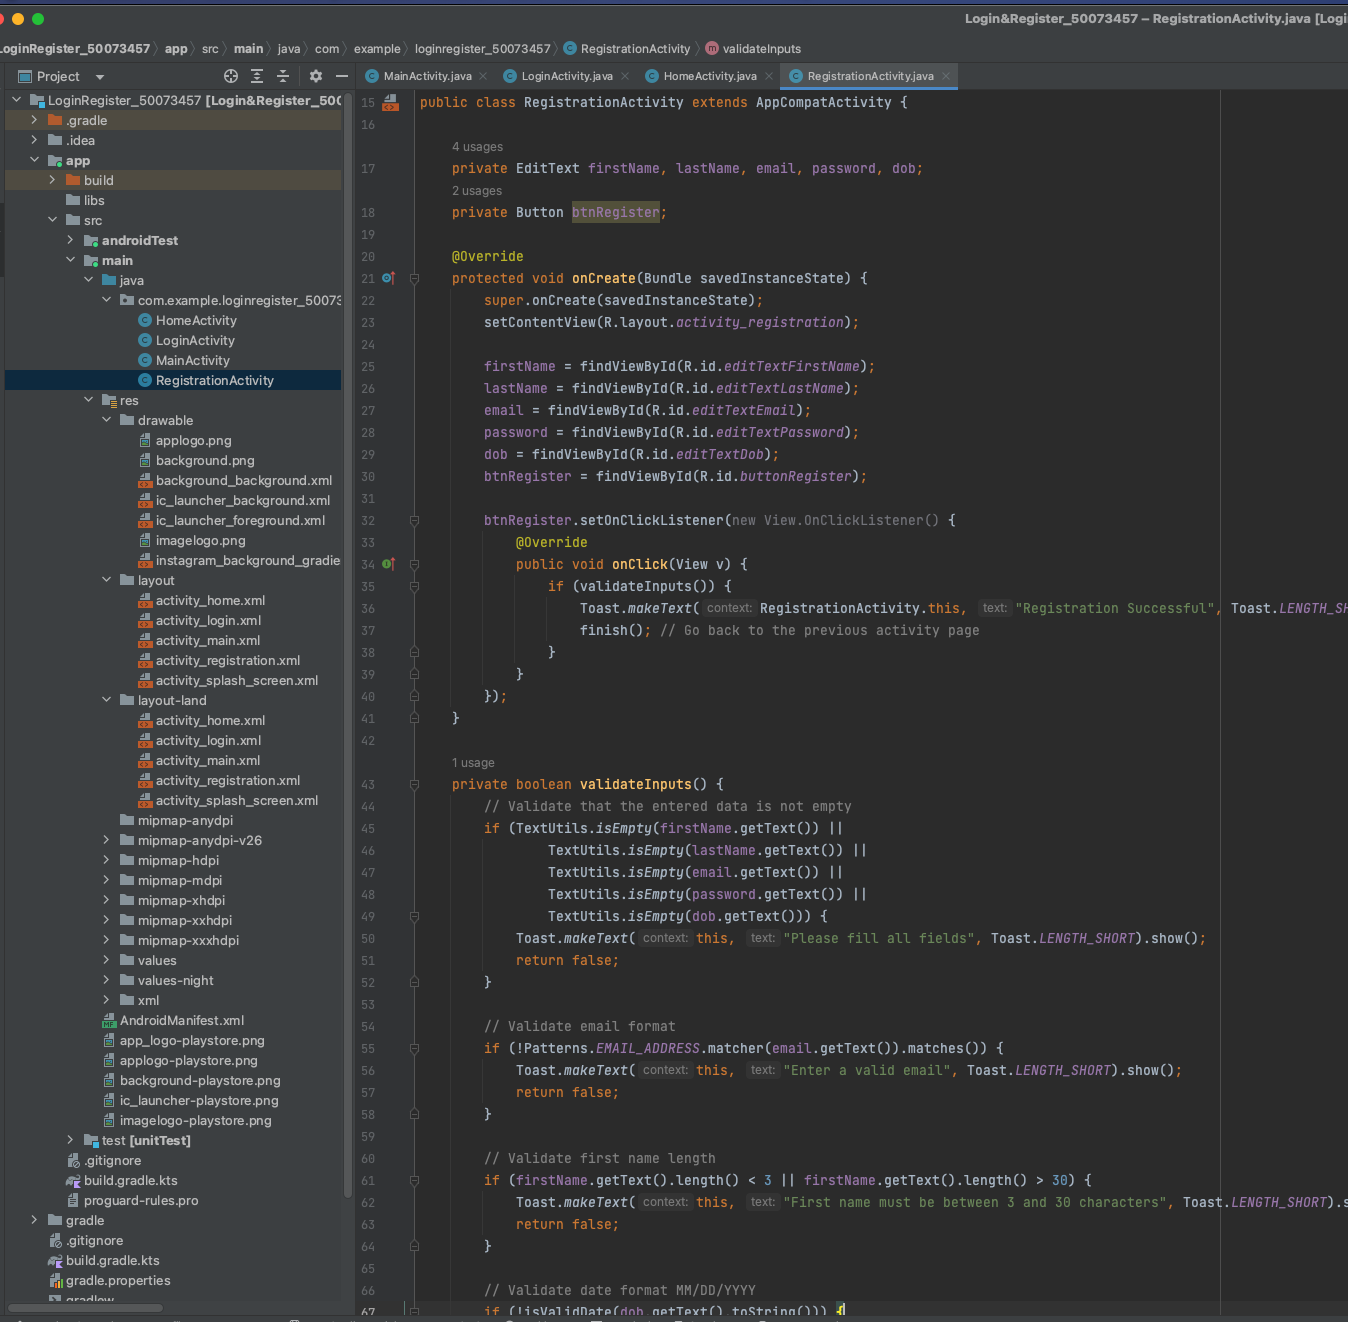 Login&Register_50073457 – RegistrationActivity.java [Logi
LoginRegister_50073457 〉 app 〉 src 〉 main 〉 java 〉 com 〉 example 〉 loginregister_50073457 〉 RegistrationActivity 〉 validateInputs
Project
MainActivity.java
LoginActivity.java
HomeActivity.java
RegistrationActivity.java
LoginRegister_50073457 [Login&Register_500
.gradle
.idea
app
build
libs
src
androidTest
main
java
com.example.loginregister_50073
HomeActivity
LoginActivity
MainActivity
RegistrationActivity
res
drawable
applogo.png
background.png
background_background.xml
ic_launcher_background.xml
ic_launcher_foreground.xml
imagelogo.png
instagram_background_gradie
layout
activity_home.xml
activity_login.xml
activity_main.xml
activity_registration.xml
activity_splash_screen.xml
layout-land
activity_home.xml
activity_login.xml
activity_main.xml
activity_registration.xml
activity_splash_screen.xml
mipmap-anydpi
mipmap-anydpi-v26
mipmap-hdpi
mipmap-mdpi
mipmap-xhdpi
mipmap-xxhdpi
mipmap-xxxhdpi
values
values-night
xml
AndroidManifest.xml
app_logo-playstore.png
applogo-playstore.png
background-playstore.png
ic_launcher-playstore.png
imagelogo-playstore.png
test [unitTest]
.gitignore
build.gradle.kts
proguard-rules.pro
gradle
.gitignore
build.gradle.kts
gradle.properties
gradlew
15 public class RegistrationActivity extends AppCompatActivity {
16
4 usages
17 private EditText firstName, lastName, email, password, dob;
2 usages
18 private Button btnRegister;
19
20 @Override
21 protected void onCreate(Bundle savedInstanceState) {
22 super.onCreate(savedInstanceState);
23 setContentView(R.layout.activity_registration);
24
25 firstName = findViewById(R.id.editTextFirstName);
26 lastName = findViewById(R.id.editTextLastName);
27 email = findViewById(R.id.editTextEmail);
28 password = findViewById(R.id.editTextPassword);
29 dob = findViewById(R.id.editTextDob);
30 btnRegister = findViewById(R.id.buttonRegister);
31
32 btnRegister.setOnClickListener(new View.OnClickListener() {
33 @Override
34 public void onClick(View v) {
35 if (validateInputs()) {
36 Toast.makeText( context: RegistrationActivity.this, text: "Registration Successful", Toast.LENGTH_SH
37 finish(); // Go back to the previous activity page
38 }
39 }
40 });
41 }
42
1 usage
43 private boolean validateInputs() {
44 // Validate that the entered data is not empty
45 if (TextUtils.isEmpty(firstName.getText()) ||
46 TextUtils.isEmpty(lastName.getText()) ||
47 TextUtils.isEmpty(email.getText()) ||
48 TextUtils.isEmpty(password.getText()) ||
49 TextUtils.isEmpty(dob.getText())) {
50 Toast.makeText( context: this, text: "Please fill all fields", Toast.LENGTH_SHORT).show();
51 return false;
52 }
53
54 // Validate email format
55 if (!Patterns.EMAIL_ADDRESS.matcher(email.getText()).matches()) {
56 Toast.makeText( context: this, text: "Enter a valid email", Toast.LENGTH_SHORT).show();
57 return false;
58 }
59
60 // Validate first name length
61 if (firstName.getText().length() < 3 || firstName.getText().length() > 30) {
62 Toast.makeText( context: this, text: "First name must be between 3 and 30 characters", Toast.LENGTH_SHORT).s
63 return false;
64 }
65
66 // Validate date format MM/DD/YYYY
67 if (!isValidDate(dob.getText().toString())) {